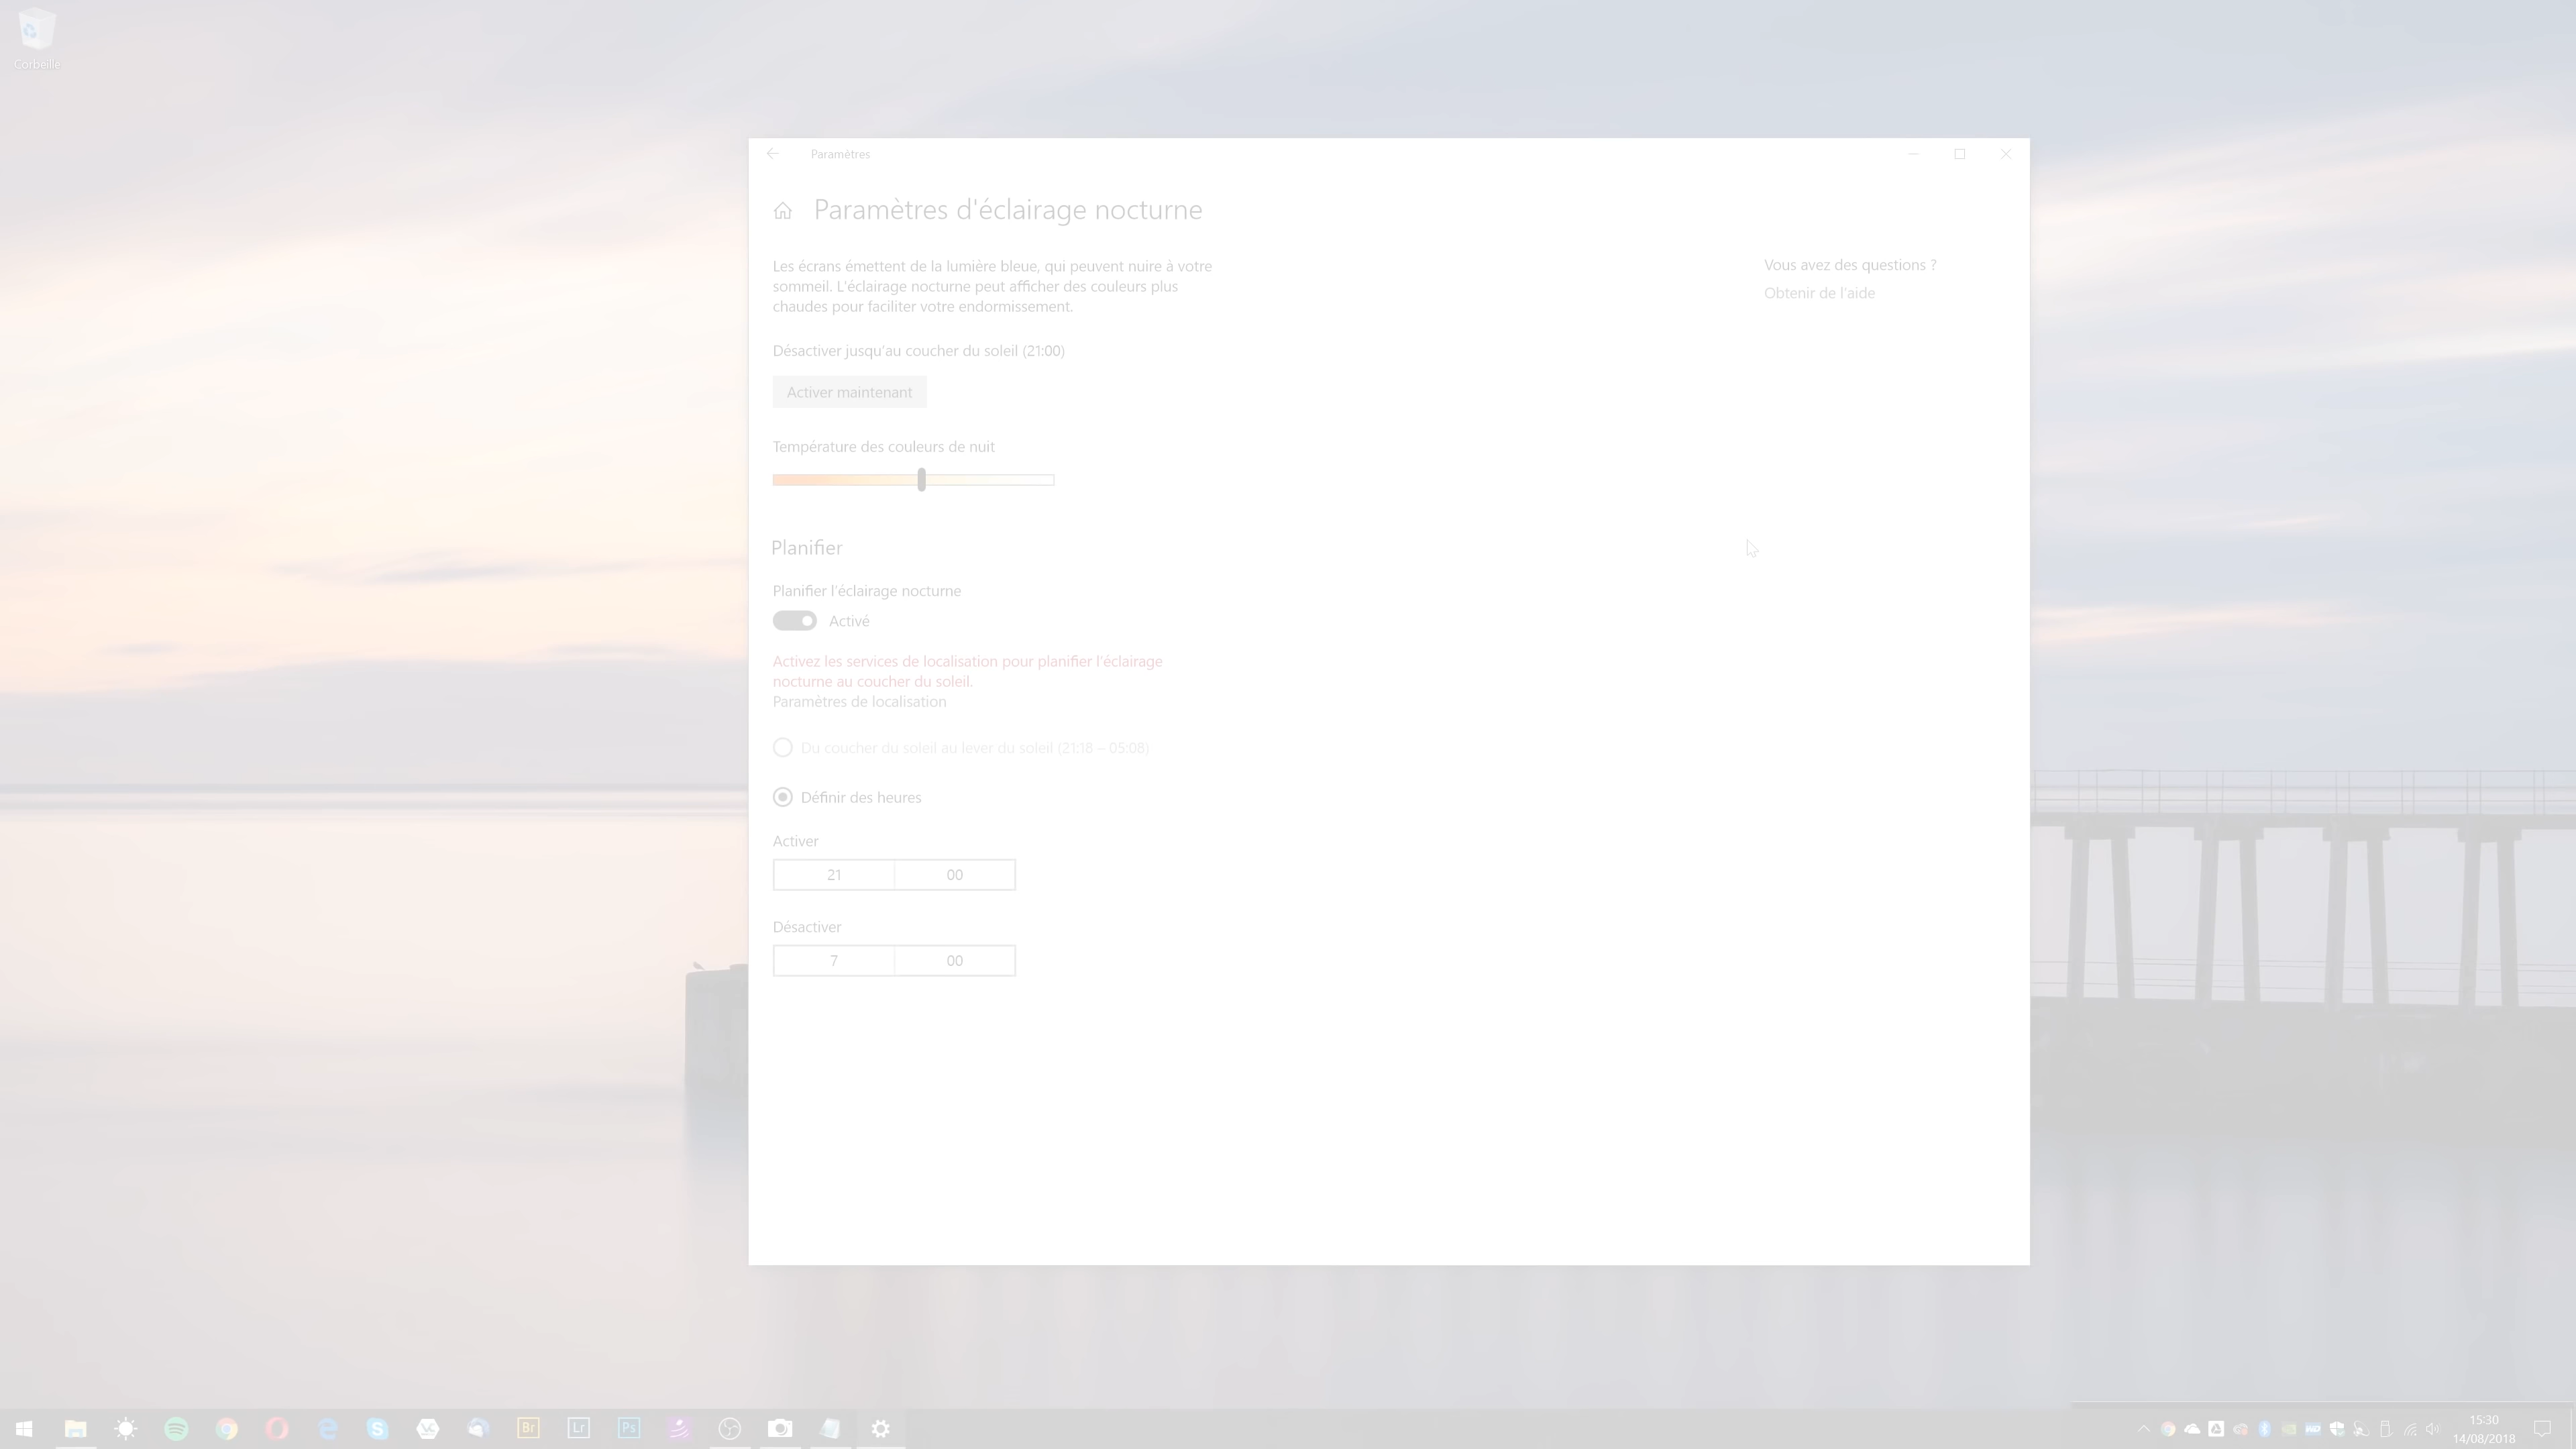 Corbeille
Paramètres
Paramètres d'éclairage nocturne
Les écrans émettent de la lumière bleue, qui peuvent nuire à votre
sommeil. L'éclairage nocturne peut afficher des couleurs plus
chaudes pour faciliter votre endormissement.
Vous avez des questions ?
Obtenir de l'aide
Désactiver jusqu'au coucher du soleil (21:00)
Activer maintenant
Température des couleurs de nuit
Planifier
Planifier l'éclairage nocturne
Activé
Activez les services de localisation pour planifier l'éclairage
nocturne au coucher du soleil.
Paramètres de localisation
Du coucher du soleil au lever du soleil (21:18 – 05:08)
Définir des heures
Activer
21 00
Désactiver
7 00
Br Lr Ps
15:30
14/08/2018